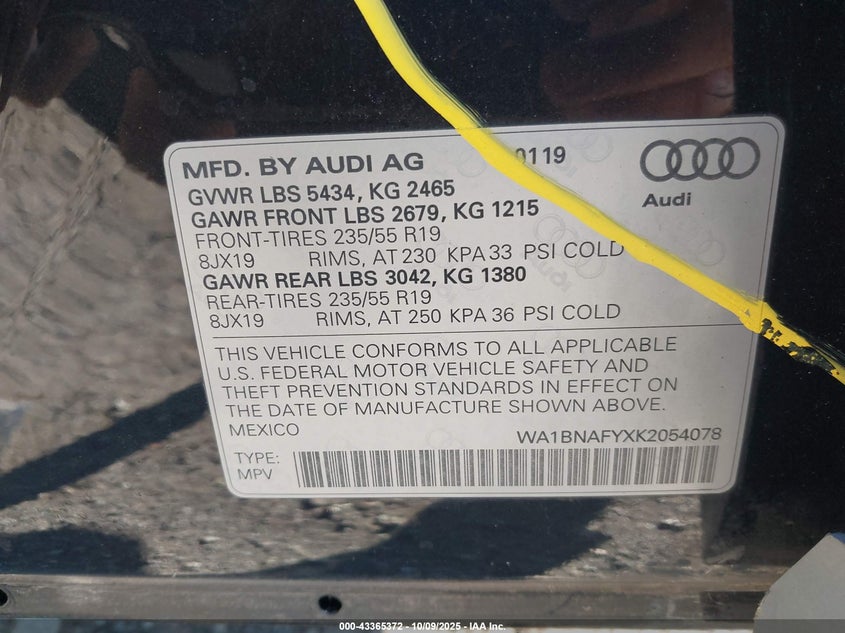 MFD. BY AUDI AG 0119
Audi
GVWR LBS 5434, KG 2465
GAWR FRONT LBS 2679, KG 1215
FRONT-TIRES 235/55 R19
8JX19 RIMS, AT 230 KPA 33 PSI COLD
GAWR REAR LBS 3042, KG 1380
REAR-TIRES 235/55 R19
8JX19 RIMS, AT 250 KPA 36 PSI COLD
THIS VEHICLE CONFORMS TO ALL APPLICABLE
U.S. FEDERAL MOTOR VEHICLE SAFETY AND
THEFT PREVENTION STANDARDS IN EFFECT ON
THE DATE OF MANUFACTURE SHOWN ABOVE.
MEXICO WA1BNAFYXK2054078
TYPE:
MPV
000-43365372 - 10/09/2025 - IAA Inc.